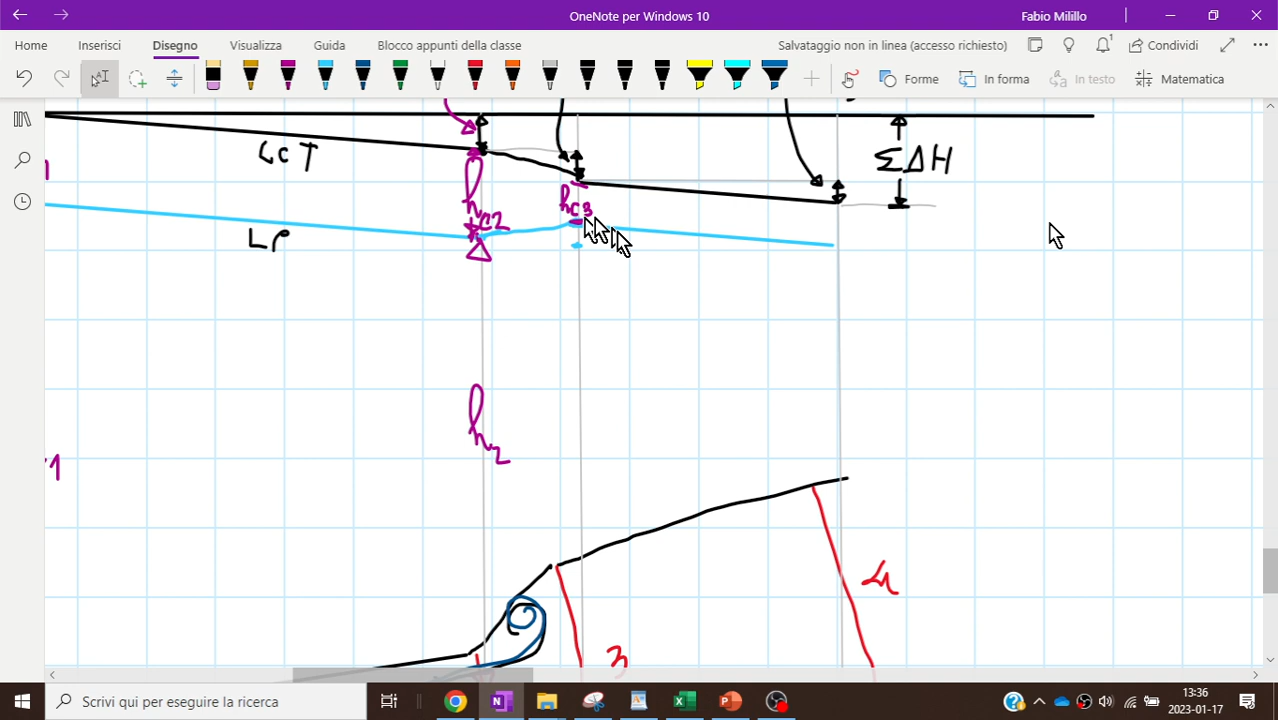 OneNote per Windows 10
Fabio Milillo
Home Inserisci Disegno Visualizza Guida Blocco appunti della classe
Salvataggio non in linea (accesso richiesto) Condividi
Forme In forma In testo Matematica
LCT
ΣΔH
hC2
hC3
LP
1
h2
4
3
Scrivi qui per eseguire la ricerca
13:36
2023-01-17